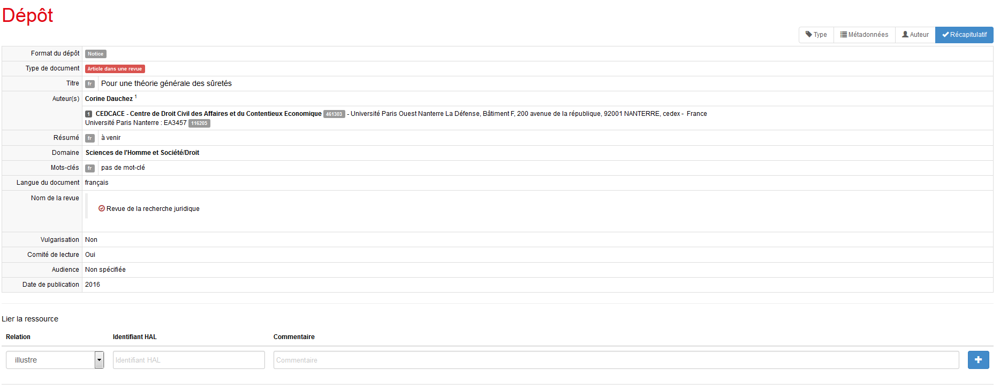 Dépôt
Type Métadonnées Auteur Récapitulatif
Format du dépôt Notice
Type de document Article dans une revue
Titre fr Pour une théorie générale des sûretés
Auteur(s) Corine Dauchez 1
1 CEDCACE - Centre de Droit Civil des Affaires et du Contentieux Economique 461303 - Université Paris Ouest Nanterre La Défense, Bâtiment F, 200 avenue de la république, 92001 NANTERRE, cedex - France
Université Paris Nanterre : EA3457 116205
Résumé fr à venir
Domaine Sciences de l'Homme et Société/Droit
Mots-clés fr pas de mot-clé
Langue du document français
Nom de la revue
Revue de la recherche juridique
Vulgarisation Non
Comité de lecture Oui
Audience Non spécifiée
Date de publication 2016
Lier la ressource
Relation Identifiant HAL Commentaire
illustre Identifiant HAL Commentaire